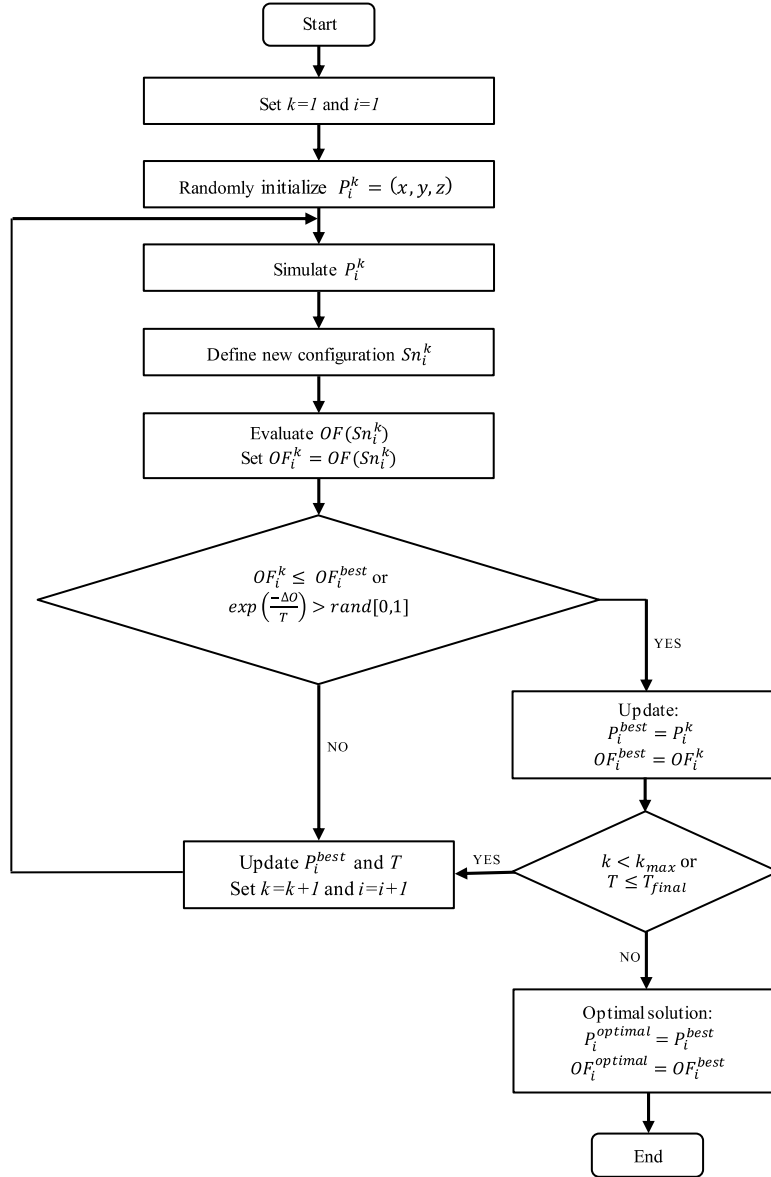 Start
Set k=1 and i=1
Randomly initialize P_i^k = (x, y, z)
Simulate P_i^k
Define new configuration Sn_i^k
Evaluate OF(Sn_i^k)
Set OF_i^k = OF(Sn_i^k)
OF_i^k ≤ OF_i^best or
exp(−ΔO/T) > rand[0,1]
YES
Update:
P_i^best = P_i^k
OF_i^best = OF_i^k
NO
Update P_i^best and T
Set k=k+1 and i=i+1
YES
k < k_max or
T ≤ T_final
NO
Optimal solution:
P_i^optimal = P_i^best
OF_i^optimal = OF_i^best
End